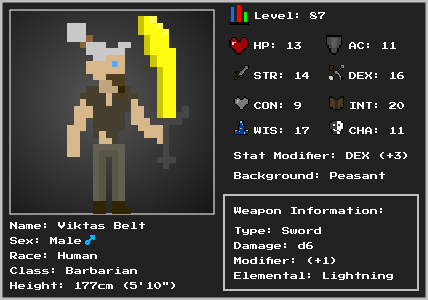 Level: 87
HP: 13 AC: 11
STR: 14 DEX: 16
CON: 9 INT: 20
WIS: 17 CHA: 11
Stat Modifier: DEX (+3)
Background: Peasant
Weapon Information:
Type: Sword
Damage: d6
Modifier: (+1)
Elemental: Lightning
Name: Viktas Belt
Sex: Male♂
Race: Human
Class: Barbarian
Height: 177cm (5'10")